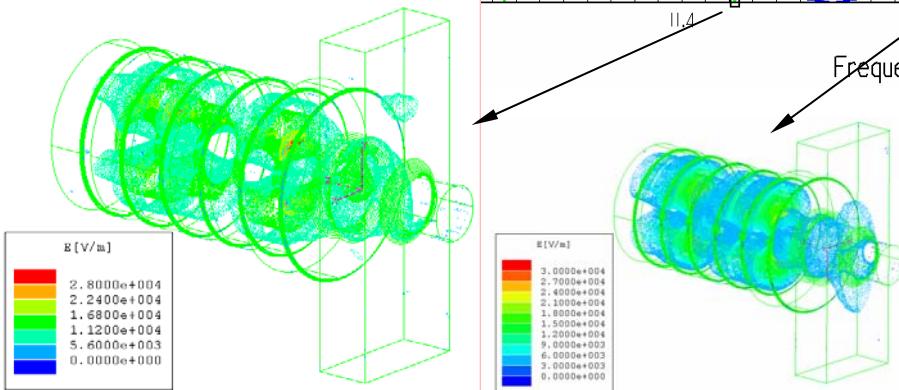 11.4
Freque
E[V/m]
2.8000e+004
2.2400e+004
1.6800e+004
1.1200e+004
5.6000e+003
0.0000e+000
E[V/m]
3.0000e+004
2.7000e+004
2.4000e+004
2.1000e+004
1.8000e+004
1.5000e+004
1.2000e+004
9.0000e+003
6.0000e+003
3.0000e+003
0.0000e+000